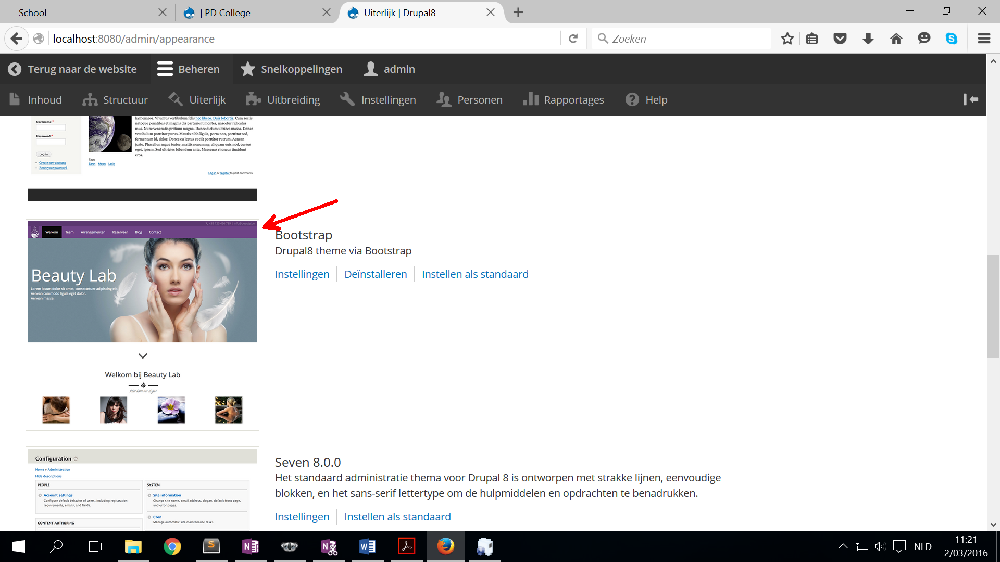 School
| PD College
Uiterlijk | Drupal8
localhost:8080/admin/appearance
Zoeken
Terug naar de website
Beheren
Snelkoppelingen
admin
Inhoud
Structuur
Uiterlijk
Uitbreiding
Instellingen
Personen
Rapportages
Help
Username *
Password *
Log in
Create new account
Reset your password
hymenaeos. Vivamus vestibulum felis nec libero. Duis lobortis. Cum sociis
natoque penatibus et magnis dis parturient montes, nascetur ridiculus
mus. Nunc venenatis pretium magna. Donec dictum ultrices massa. Donec
vestibulum porttitor purus. Mauris nibh ligula, porta non, porttitor sed,
fermentum id, dolor. Donec eu lectus et elit porttitor rutrum. Aenean
justo. Phasellus augue tortor, mattis nonummy, aliquam euismod, cursus
eget, ipsum. Sed ultricies bibendum ante. Maecenas rhoncus tincidunt
eros.
Tags
Earth Moon Latin
Log in or register to post comments
+32 123 456 789 | info@beauty.be
Welkom
Team
Arrangementen
Reserveer
Blog
Contact
Beauty Lab
Lorem ipsum dolor sit amet, consectetuer adipiscing elit.
Aenean commodo ligula eget dolor.
Aenean massa.
Welkom bij Beauty Lab
Hier komt een slogan
Bootstrap
Drupal8 theme via Bootstrap
Instellingen
Deïnstalleren
Instellen als standaard
Configuration
Home » Administration
Hide descriptions
PEOPLE
Account settings
Configure default behavior of users, including registration
requirements, emails, and fields.
CONTENT AUTHORING
SYSTEM
Site information
Change site name, email address, slogan, default front page,
and error pages.
Cron
Manage automatic site maintenance tasks.
Seven 8.0.0
Het standaard administratie thema voor Drupal 8 is ontworpen met strakke lijnen, eenvoudige
blokken, en het sans-serif lettertype om de hulpmiddelen en opdrachten te benadrukken.
Instellingen
Instellen als standaard
NLD
11:21
2/03/2016